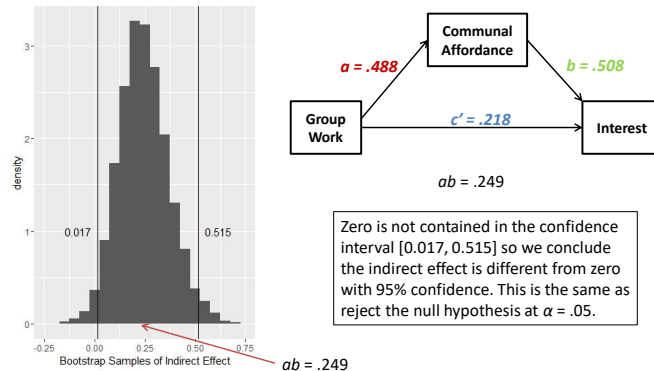 3
2
1
0
density
0.017
0.515
-0.25
0.00
0.25
0.50
0.75
Bootstrap Samples of Indirect Effect
ab = .249
Communal
Affordance
a = .488
b = .508
Group
Work
c’ = .218
Interest
ab = .249
Zero is not contained in the confidence
interval [0.017, 0.515] so we conclude
the indirect effect is different from zero
with 95% confidence. This is the same as
reject the null hypothesis at α = .05.